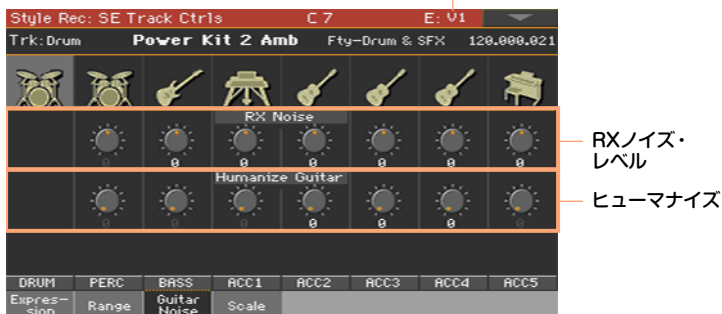 Style Rec: SE Track Ctrls C 7 E: V1
Trk:Drum Power Kit 2 Amb Fty-Drum & SFX 120.000.021
RX Noise
0 0 0 0 0 0 0
RXノイズ・
レベル
Humanize Guitar
0 0 0 0 0 0 0
ヒューマナイズ
DRUM PERC BASS ACC1 ACC2 ACC3 ACC4 ACC5
Expres-
sion Range Guitar
Noise Scale